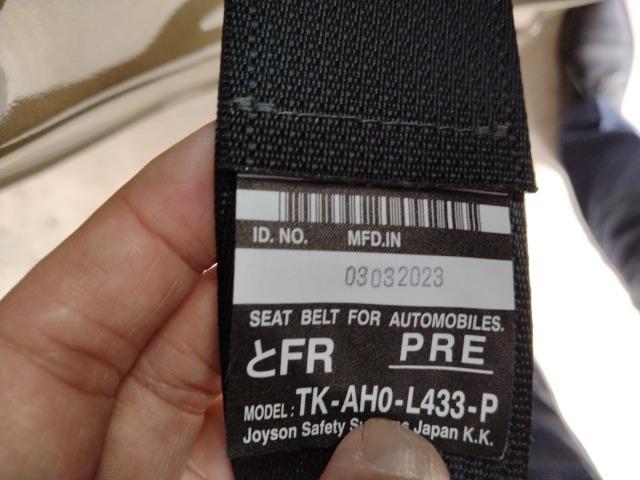 ID. NO. MFD.IN
03032023
SEAT BELT FOR AUTOMOBILES.
とFR PRE
MODEL : TK-AH0-L433-P
Joyson Safety Systems Japan K.K.